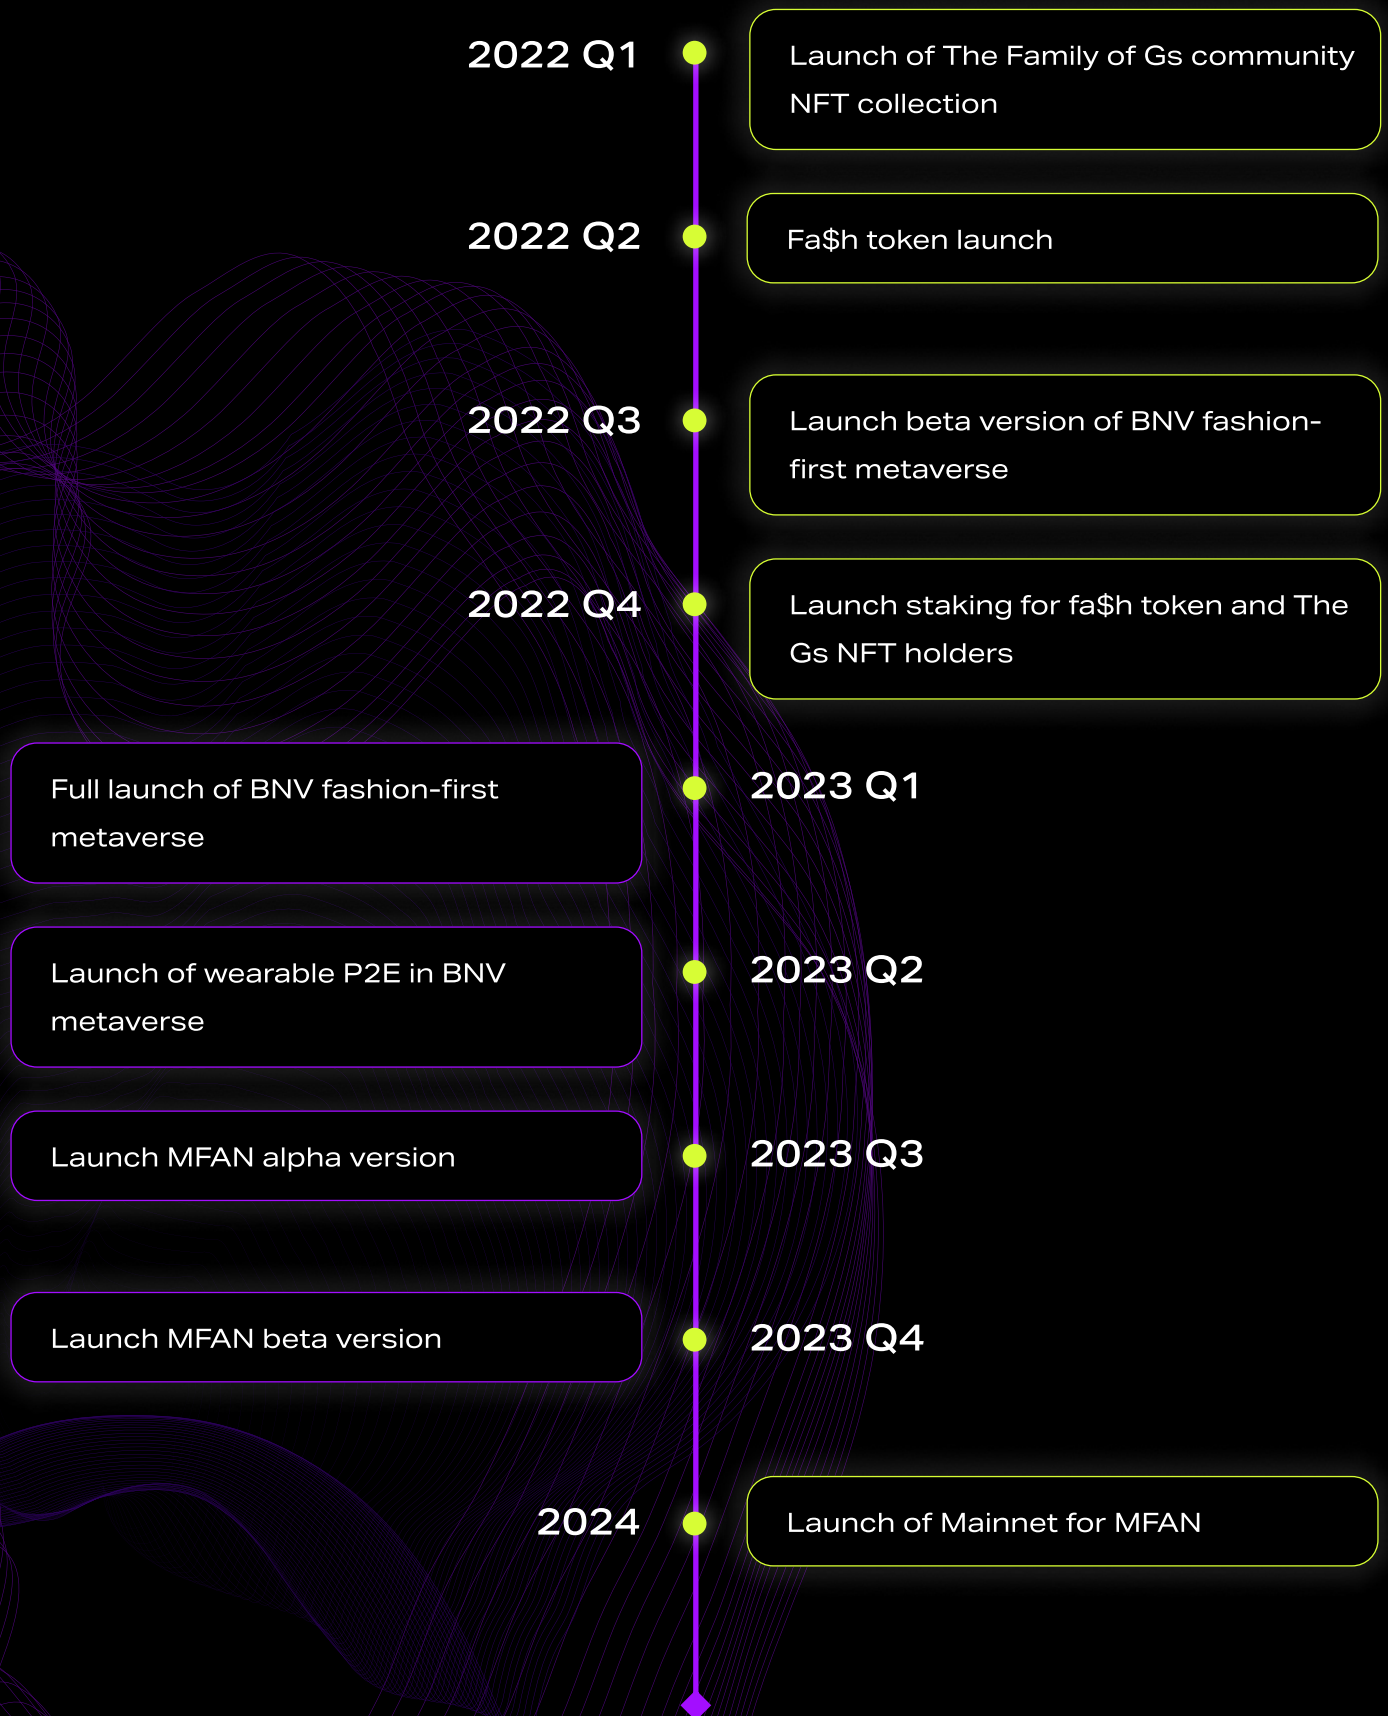 2022 Q1
Launch of The Family of Gs community
NFT collection
2022 Q2
Fa$h token launch
2022 Q3
Launch beta version of BNV fashion-
first metaverse
2022 Q4
Launch staking for fa$h token and The
Gs NFT holders
2023 Q1
Full launch of BNV fashion-first
metaverse
2023 Q2
Launch of wearable P2E in BNV
metaverse
2023 Q3
Launch MFAN alpha version
2023 Q4
Launch MFAN beta version
2024
Launch of Mainnet for MFAN